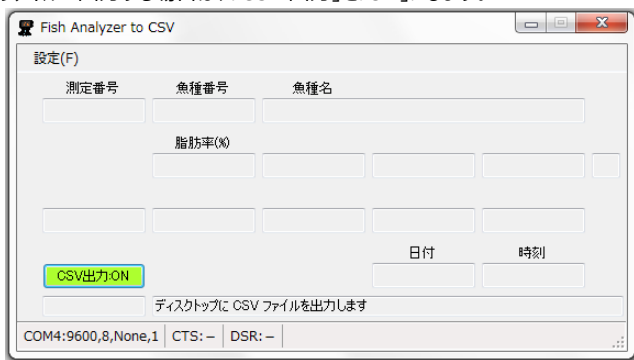 Fish Analyzer to CSV
設定(F)
測定番号 魚種番号 魚種名
脂肪率(%)
日付 時刻
CSV出力:ON
ディスクトップに CSV ファイルを出力します
COM4:9600,8,None,1 CTS: – DSR: –